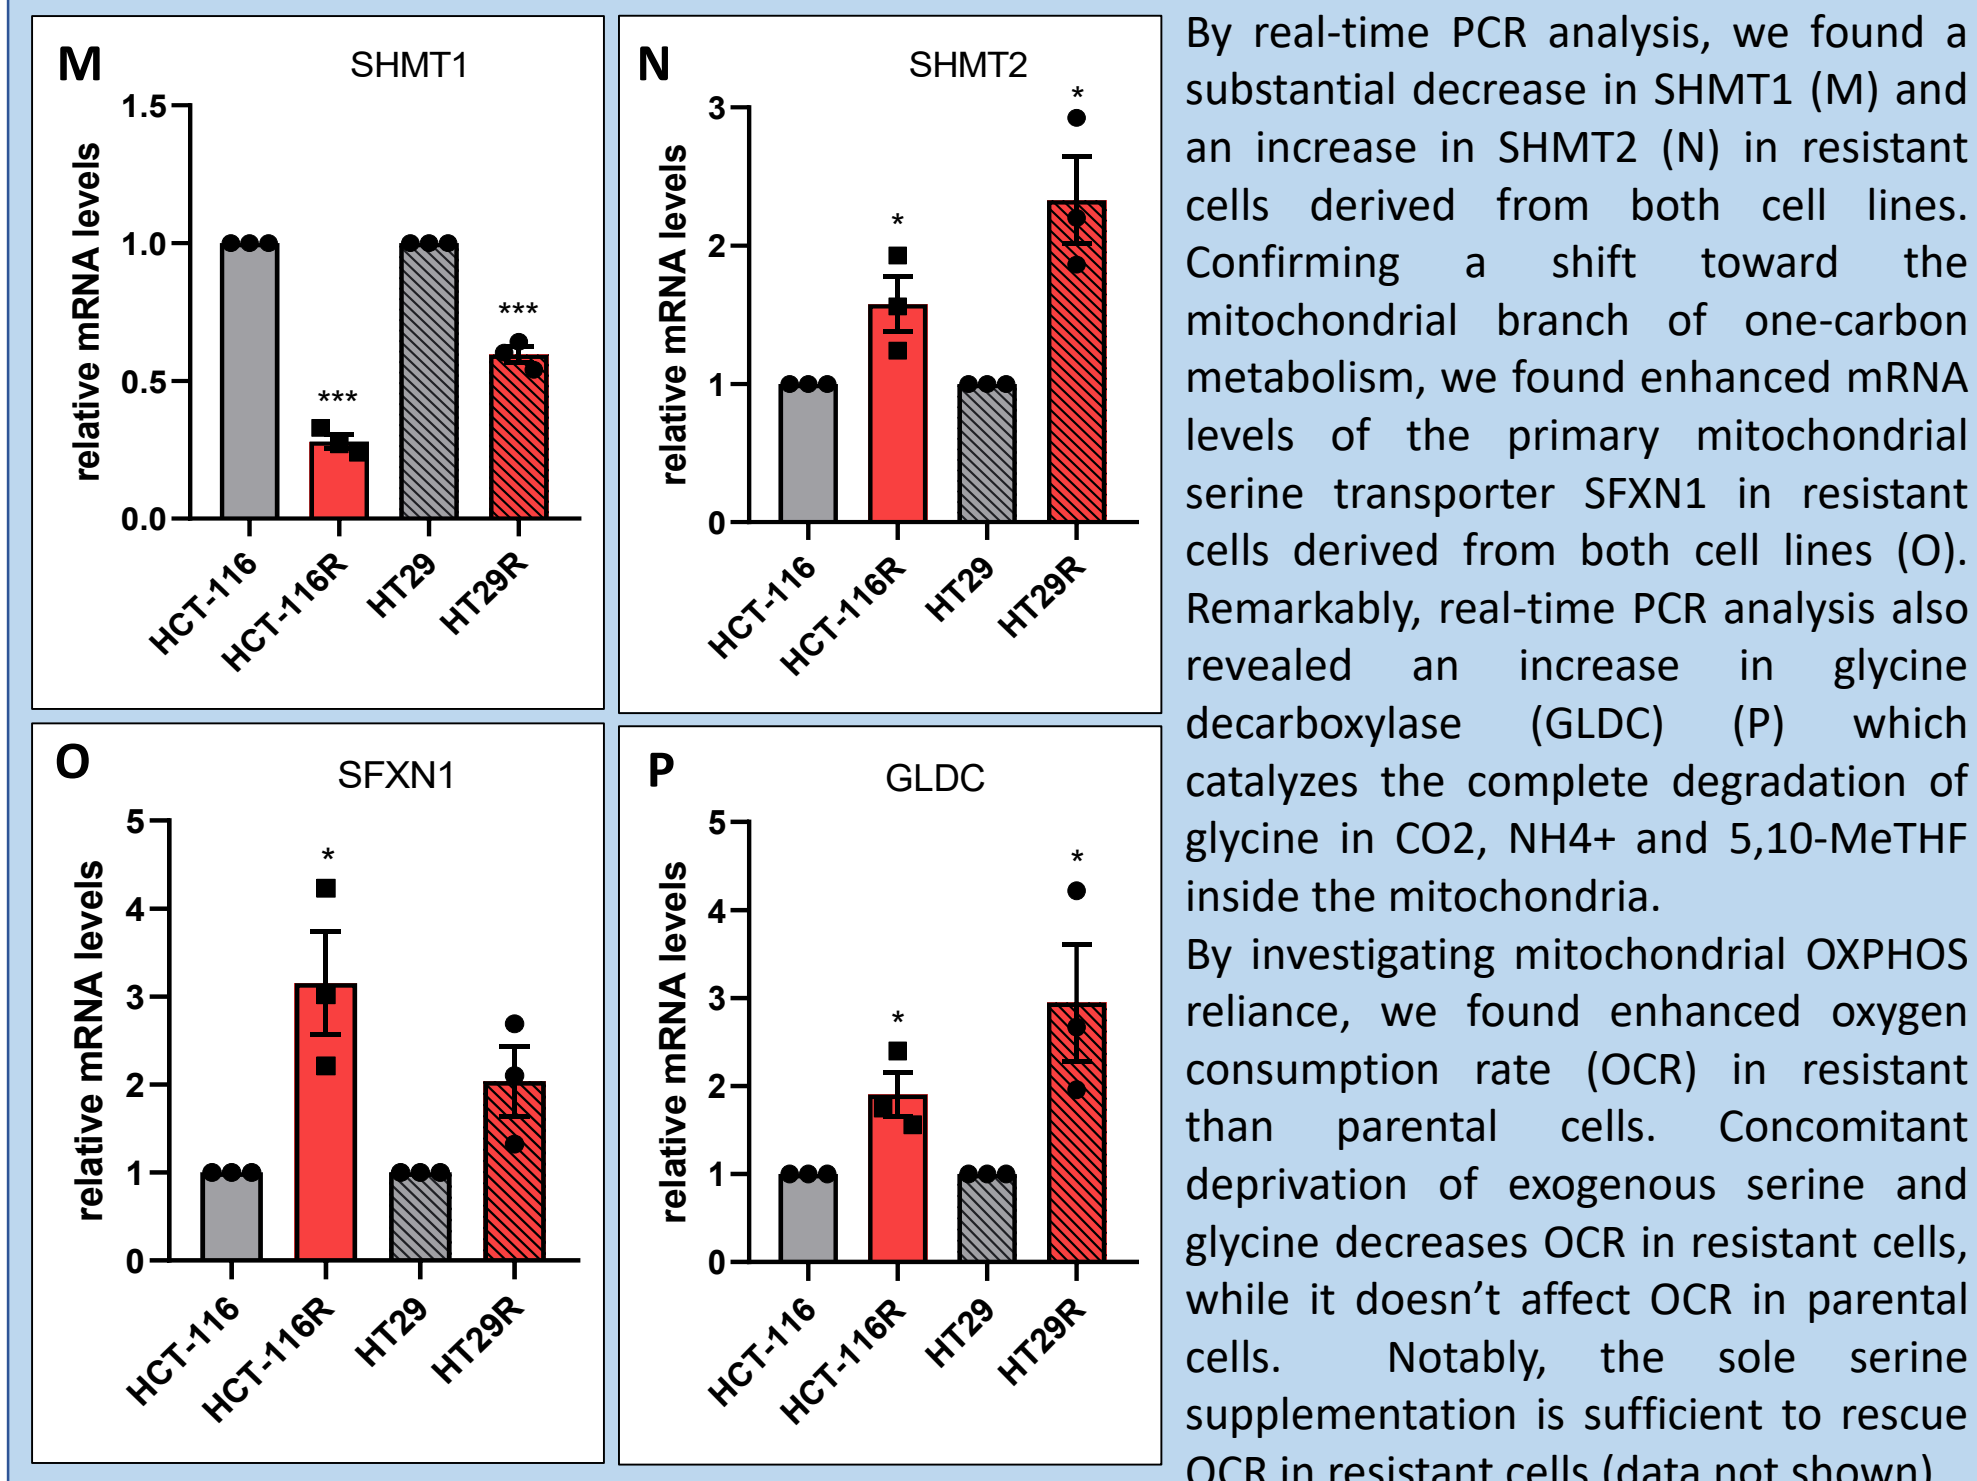 M
SHMT1
relative mRNA levels
1.5
1.0
0.5
0.0
***
***
HCT-116
HCT-116R
HT29
HT29R
N
SHMT2
relative mRNA levels
3
2
1
0
*
*
HCT-116
HCT-116R
HT29
HT29R
O
SFXN1
relative mRNA levels
5
4
3
2
1
0
*
HCT-116
HCT-116R
HT29
HT29R
P
GLDC
relative mRNA levels
5
4
3
2
1
0
*
*
HCT-116
HCT-116R
HT29
HT29R
By real-time PCR analysis, we found a
substantial decrease in SHMT1 (M) and
an increase in SHMT2 (N) in resistant
cells derived from both cell lines.
Confirming a shift toward the
mitochondrial branch of one-carbon
metabolism, we found enhanced mRNA
levels of the primary mitochondrial
serine transporter SFXN1 in resistant
cells derived from both cell lines (O).
Remarkably, real-time PCR analysis also
revealed an increase in glycine
decarboxylase (GLDC) (P) which
catalyzes the complete degradation of
glycine in CO2, NH4+ and 5,10-MeTHF
inside the mitochondria.
By investigating mitochondrial OXPHOS
reliance, we found enhanced oxygen
consumption rate (OCR) in resistant
than parental cells. Concomitant
deprivation of exogenous serine and
glycine decreases OCR in resistant cells,
while it doesn't affect OCR in parental
cells. Notably, the sole serine
supplementation is sufficient to rescue
OCR in resistant cells (data not shown)